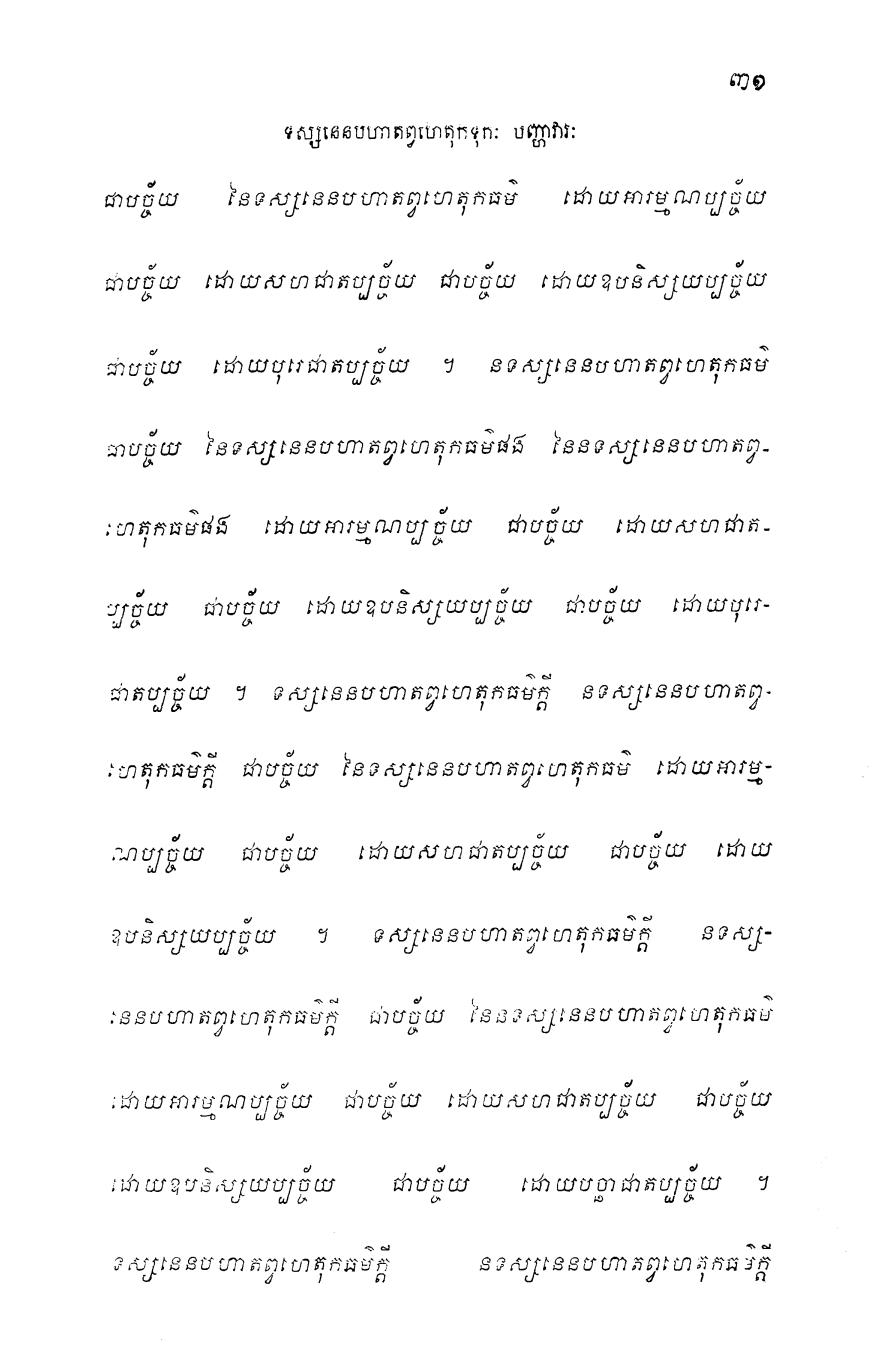 ៣១
ទស្សនេនបហាតព្វហេតុកទុកៈ បញ្ហាវារៈ
ជាបច្ច័យ នៃទស្សនេនបហាតព្វហេតុកធម៌ ដោយអារម្មណប្បច្ច័យ
ជាបច្ច័យ ដោយសហជាតប្បច្ច័យ ជាបច្ច័យ ដោយឧបនិស្សយប្បច្ច័យ
ជាបច្ច័យ ដោយបុរេជាតប្បច្ច័យ ។ នទស្សនេនបហាតព្វហេតុកធម៌
ជាបច្ច័យ នៃទស្សនេនបហាតព្វហេតុកធម៌ផង នៃនទស្សនេនបហាតព្វ-
ហេតុកធម៌ផង ដោយអារម្មណប្បច្ច័យ ជាបច្ច័យ ដោយសហជាត-
ប្បច្ច័យ ជាបច្ច័យ ដោយឧបនិស្សយប្បច្ច័យ ជាបច្ច័យ ដោយបុរេ-
ជាតប្បច្ច័យ ។ ទស្សនេនបហាតព្វហេតុកធម៌ក្តី នទស្សនេនបហាតព្វ-
ហេតុកធម៌ក្តី ជាបច្ច័យ នៃទស្សនេនបហាតព្វហេតុកធម៌ ដោយអារម្ម-
ណប្បច្ច័យ ជាបច្ច័យ ដោយសហជាតប្បច្ច័យ ជាបច្ច័យ ដោយ
ឧបនិស្សយប្បច្ច័យ ។ ទស្សនេនបហាតព្វហេតុកធម៌ក្តី នទស្ស-
នេនបហាតព្វហេតុកធម៌ក្តី ជាបច្ច័យ នៃនទស្សនេនបហាតព្វហេតុកធម៌
ដោយអារម្មណប្បច្ច័យ ជាបច្ច័យ ដោយសហជាតប្បច្ច័យ ជាបច្ច័យ
ដោយឧបនិស្សយប្បច្ច័យ ជាបច្ច័យ ដោយបច្ឆាជាតប្បច្ច័យ ។
ទស្សនេនបហាតព្វហេតុកធម៌ក្តី នទស្សនេនបហាតព្វហេតុកធម៌ក្តី